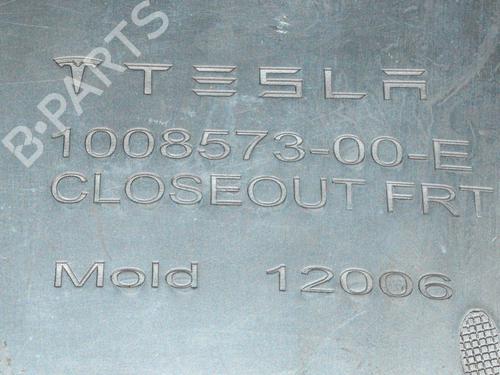 B-PARTS
TESLA
1008573-00-E
CLOSEOUT FRT
Mold 12006